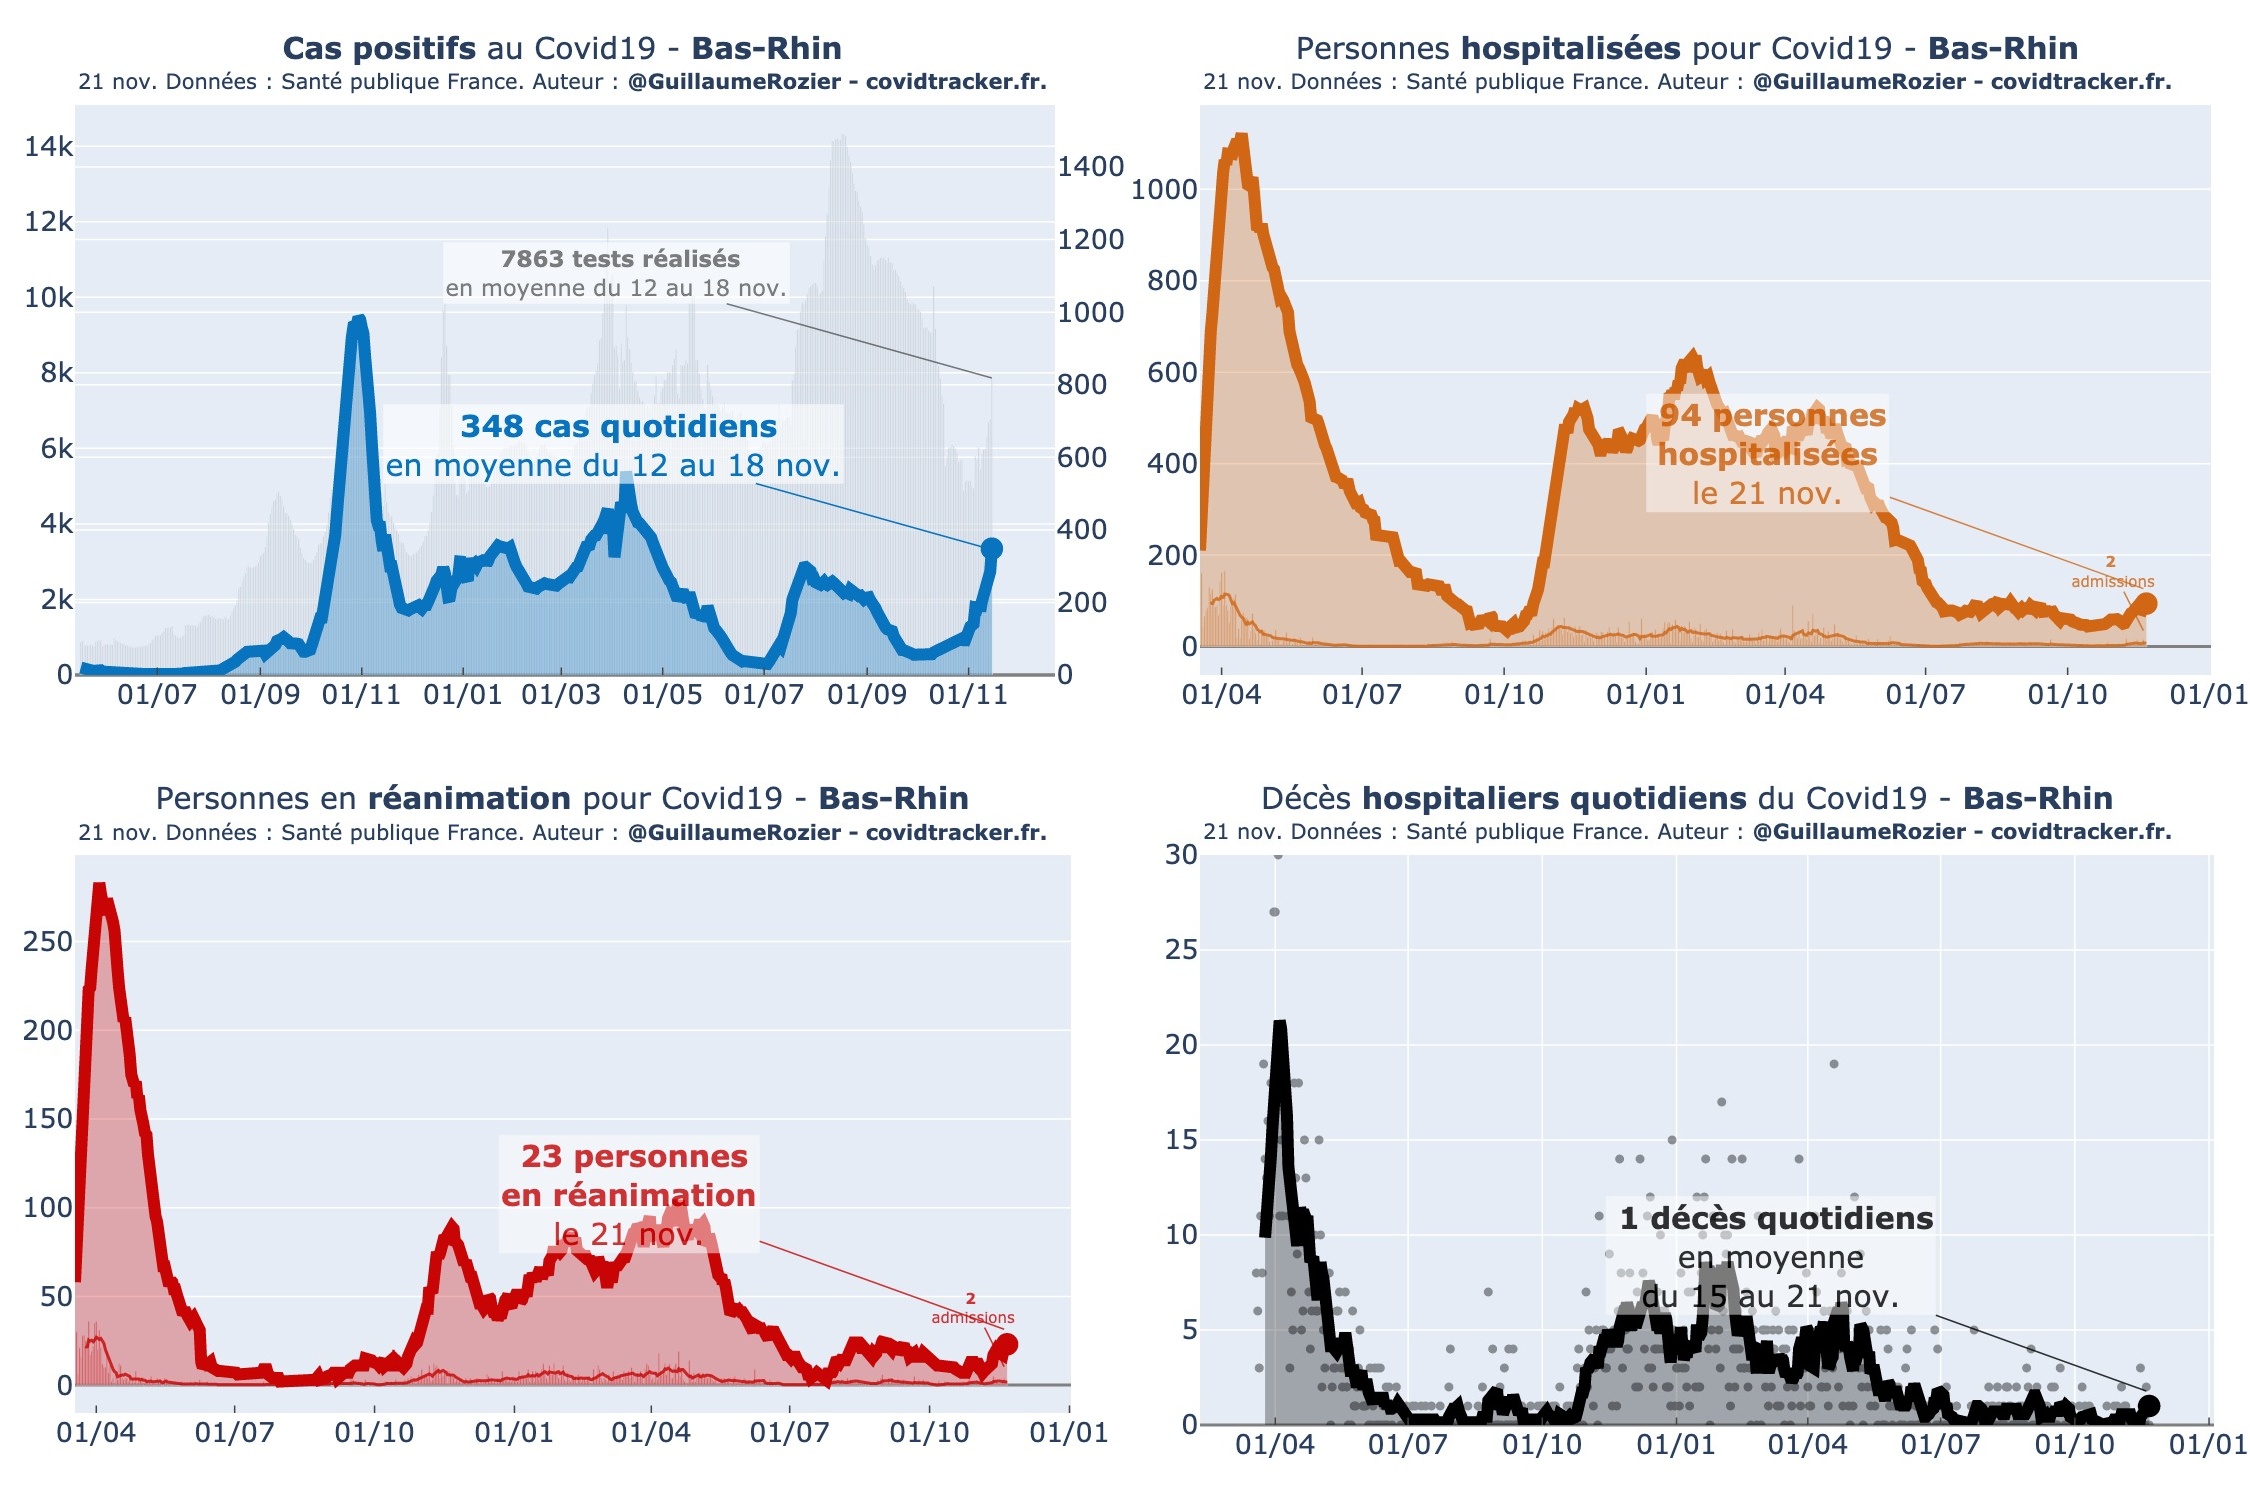 Cas positifs au Covid19 - Bas-Rhin
21 nov. Données : Santé publique France. Auteur : @GuillaumeRozier - covidtracker.fr.
14k
12k
10k
8k
6k
4k
2k
0
1400
1200
1000
800
600
400
200
0
7863 tests réalisés
en moyenne du 12 au 18 nov.
348 cas quotidiens
en moyenne du 12 au 18 nov.
01/07 01/09 01/11 01/01 01/03 01/05 01/07 01/09 01/11
Personnes hospitalisées pour Covid19 - Bas-Rhin
21 nov. Données : Santé publique France. Auteur : @GuillaumeRozier - covidtracker.fr.
1000
800
600
400
200
0
94 personnes
hospitalisées
le 21 nov.
2
admissions
01/04 01/07 01/10 01/01 01/04 01/07 01/10 01/01
Personnes en réanimation pour Covid19 - Bas-Rhin
21 nov. Données : Santé publique France. Auteur : @GuillaumeRozier - covidtracker.fr.
250
200
150
100
50
0
23 personnes
en réanimation
le 21 nov.
2
admissions
01/04 01/07 01/10 01/01 01/04 01/07 01/10 01/01
Décès hospitaliers quotidiens du Covid19 - Bas-Rhin
21 nov. Données : Santé publique France. Auteur : @GuillaumeRozier - covidtracker.fr.
30
25
20
15
10
5
0
1 décès quotidiens
en moyenne
du 15 au 21 nov.
01/04 01/07 01/10 01/01 01/04 01/07 01/10 01/01